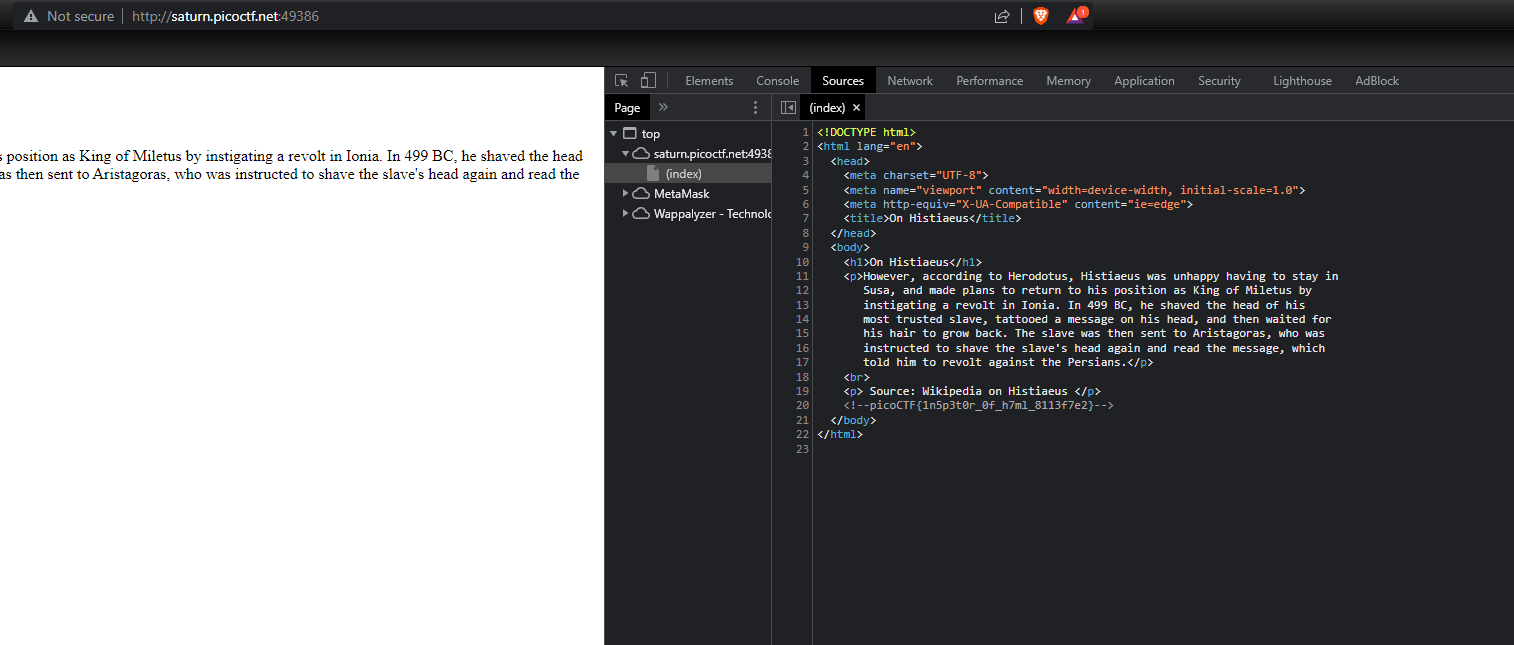 Not secure http://saturn.picoctf.net:49386 1
Elements Console Sources Network Performance Memory Application Security Lighthouse AdBlock
Page » (index) ×
s position as King of Miletus by instigating a revolt in Ionia. In 499 BC, he shaved the head
as then sent to Aristagoras, who was instructed to shave the slave's head again and read the
top
saturn.picoctf.net:4938
(index)
MetaMask
Wappalyzer - Technolo
1 <!DOCTYPE html>
2 <html lang="en">
3 <head>
4 <meta charset="UTF-8">
5 <meta name="viewport" content="width=device-width, initial-scale=1.0">
6 <meta http-equiv="X-UA-Compatible" content="ie=edge">
7 <title>On Histiaeus</title>
8 </head>
9 <body>
10 <h1>On Histiaeus</h1>
11 <p>However, according to Herodotus, Histiaeus was unhappy having to stay in
12 Susa, and made plans to return to his position as King of Miletus by
13 instigating a revolt in Ionia. In 499 BC, he shaved the head of his
14 most trusted slave, tattooed a message on his head, and then waited for
15 his hair to grow back. The slave was then sent to Aristagoras, who was
16 instructed to shave the slave's head again and read the message, which
17 told him to revolt against the Persians.</p>
18 <br>
19 <p> Source: Wikipedia on Histiaeus </p>
20 <!--picoCTF{1n5p3t0r_0f_h7ml_8113f7e2}-->
21 </body>
22 </html>
23